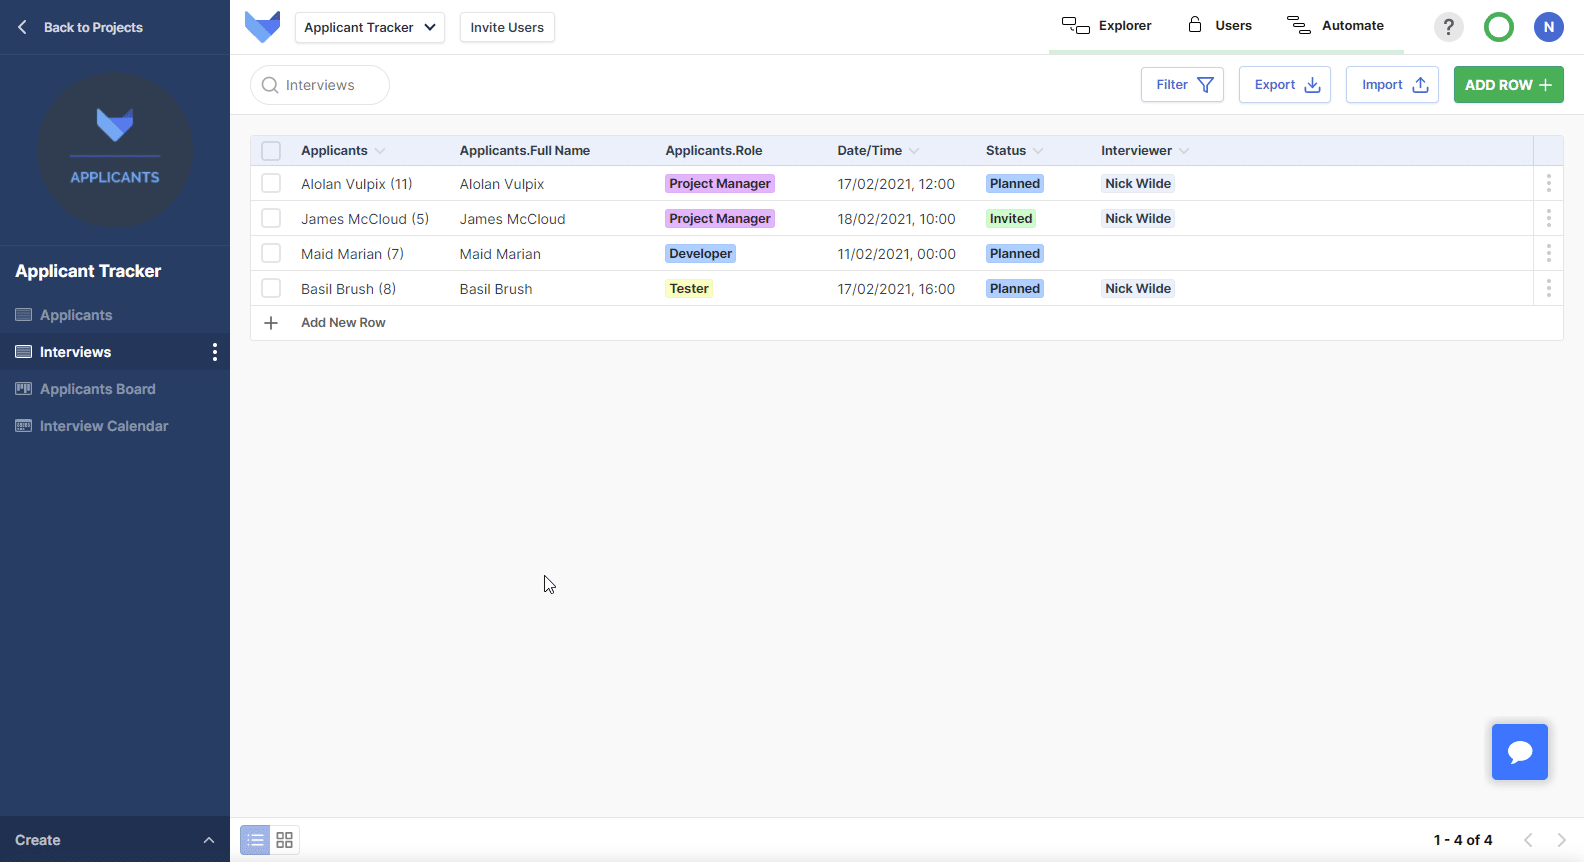 Back to Projects
Applicant Tracker
Invite Users
Explorer
Users
Automate
?
N
APPLICANTS
Interviews
Filter
Export
Import
ADD ROW
Applicants Applicants.Full Name Applicants.Role Date/Time Status Interviewer
Alolan Vulpix (11) Alolan Vulpix Project Manager 17/02/2021, 12:00 Planned Nick Wilde
James McCloud (5) James McCloud Project Manager 18/02/2021, 10:00 Invited Nick Wilde
Maid Marian (7) Maid Marian Developer 11/02/2021, 00:00 Planned
Basil Brush (8) Basil Brush Tester 17/02/2021, 16:00 Planned Nick Wilde
Add New Row
Applicant Tracker
Applicants
Interviews
Applicants Board
Interview Calendar
Create
1 - 4 of 4